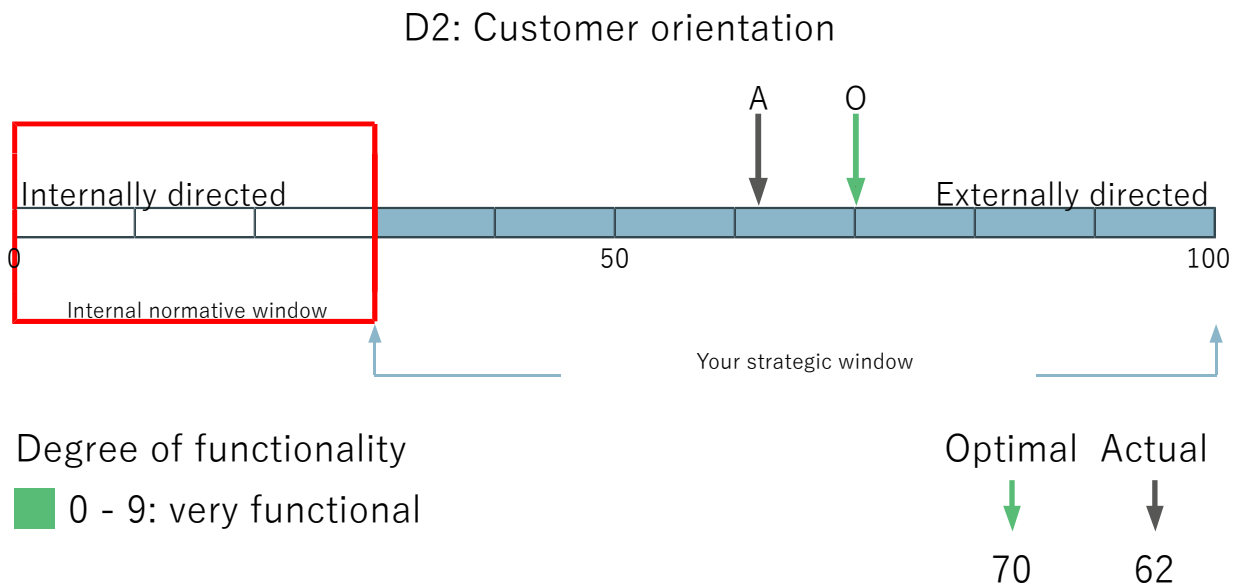 D2: Customer orientation
A O
Internally directed Externally directed
0 50 100
Internal normative window
Your strategic window
Degree of functionality
0 - 9: very functional
Optimal Actual
70 62